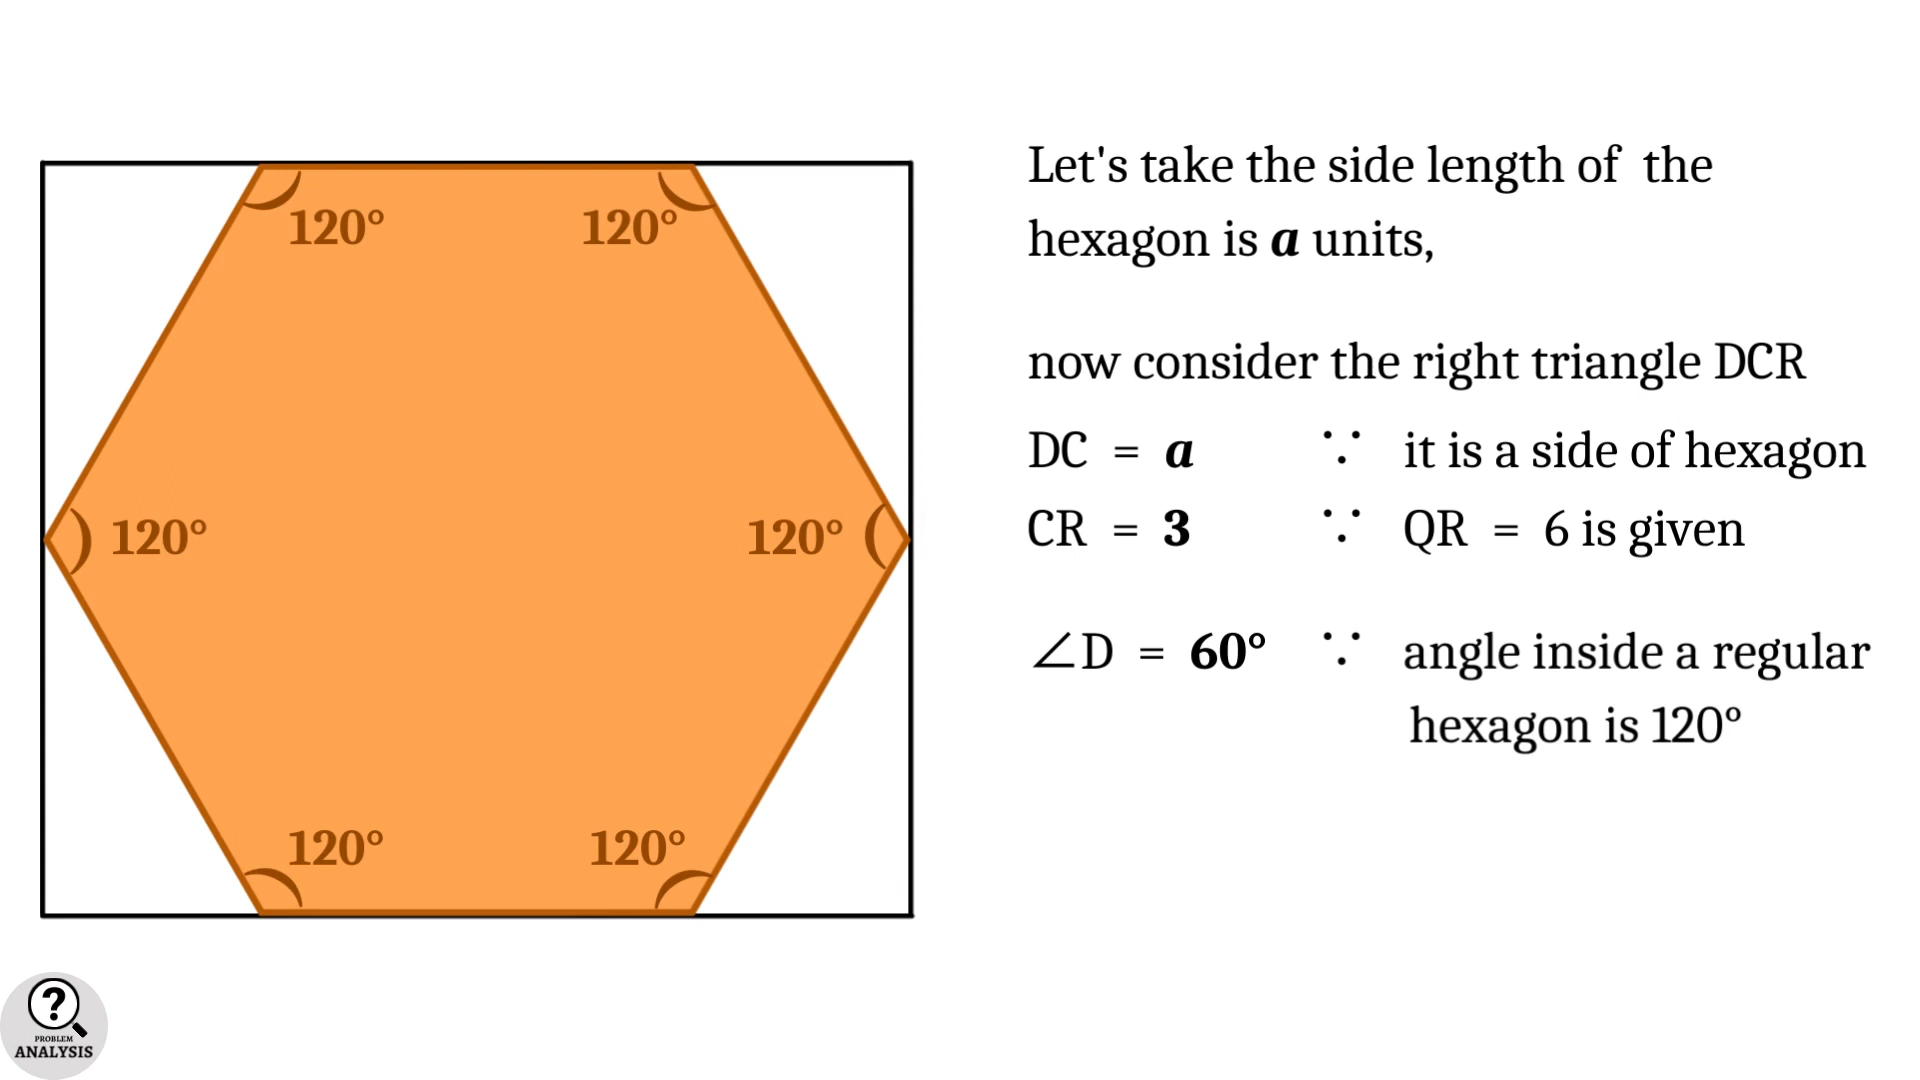 Let's take the side length of the
hexagon is a units,
now consider the right triangle DCR
DC = a ∵ it is a side of hexagon
CR = 3 ∵ QR = 6 is given
∠D = 60° ∵ angle inside a regular
hexagon is 120°
120° 120°
120° 120°
120° 120°
?
PROBLEM
ANALYSIS